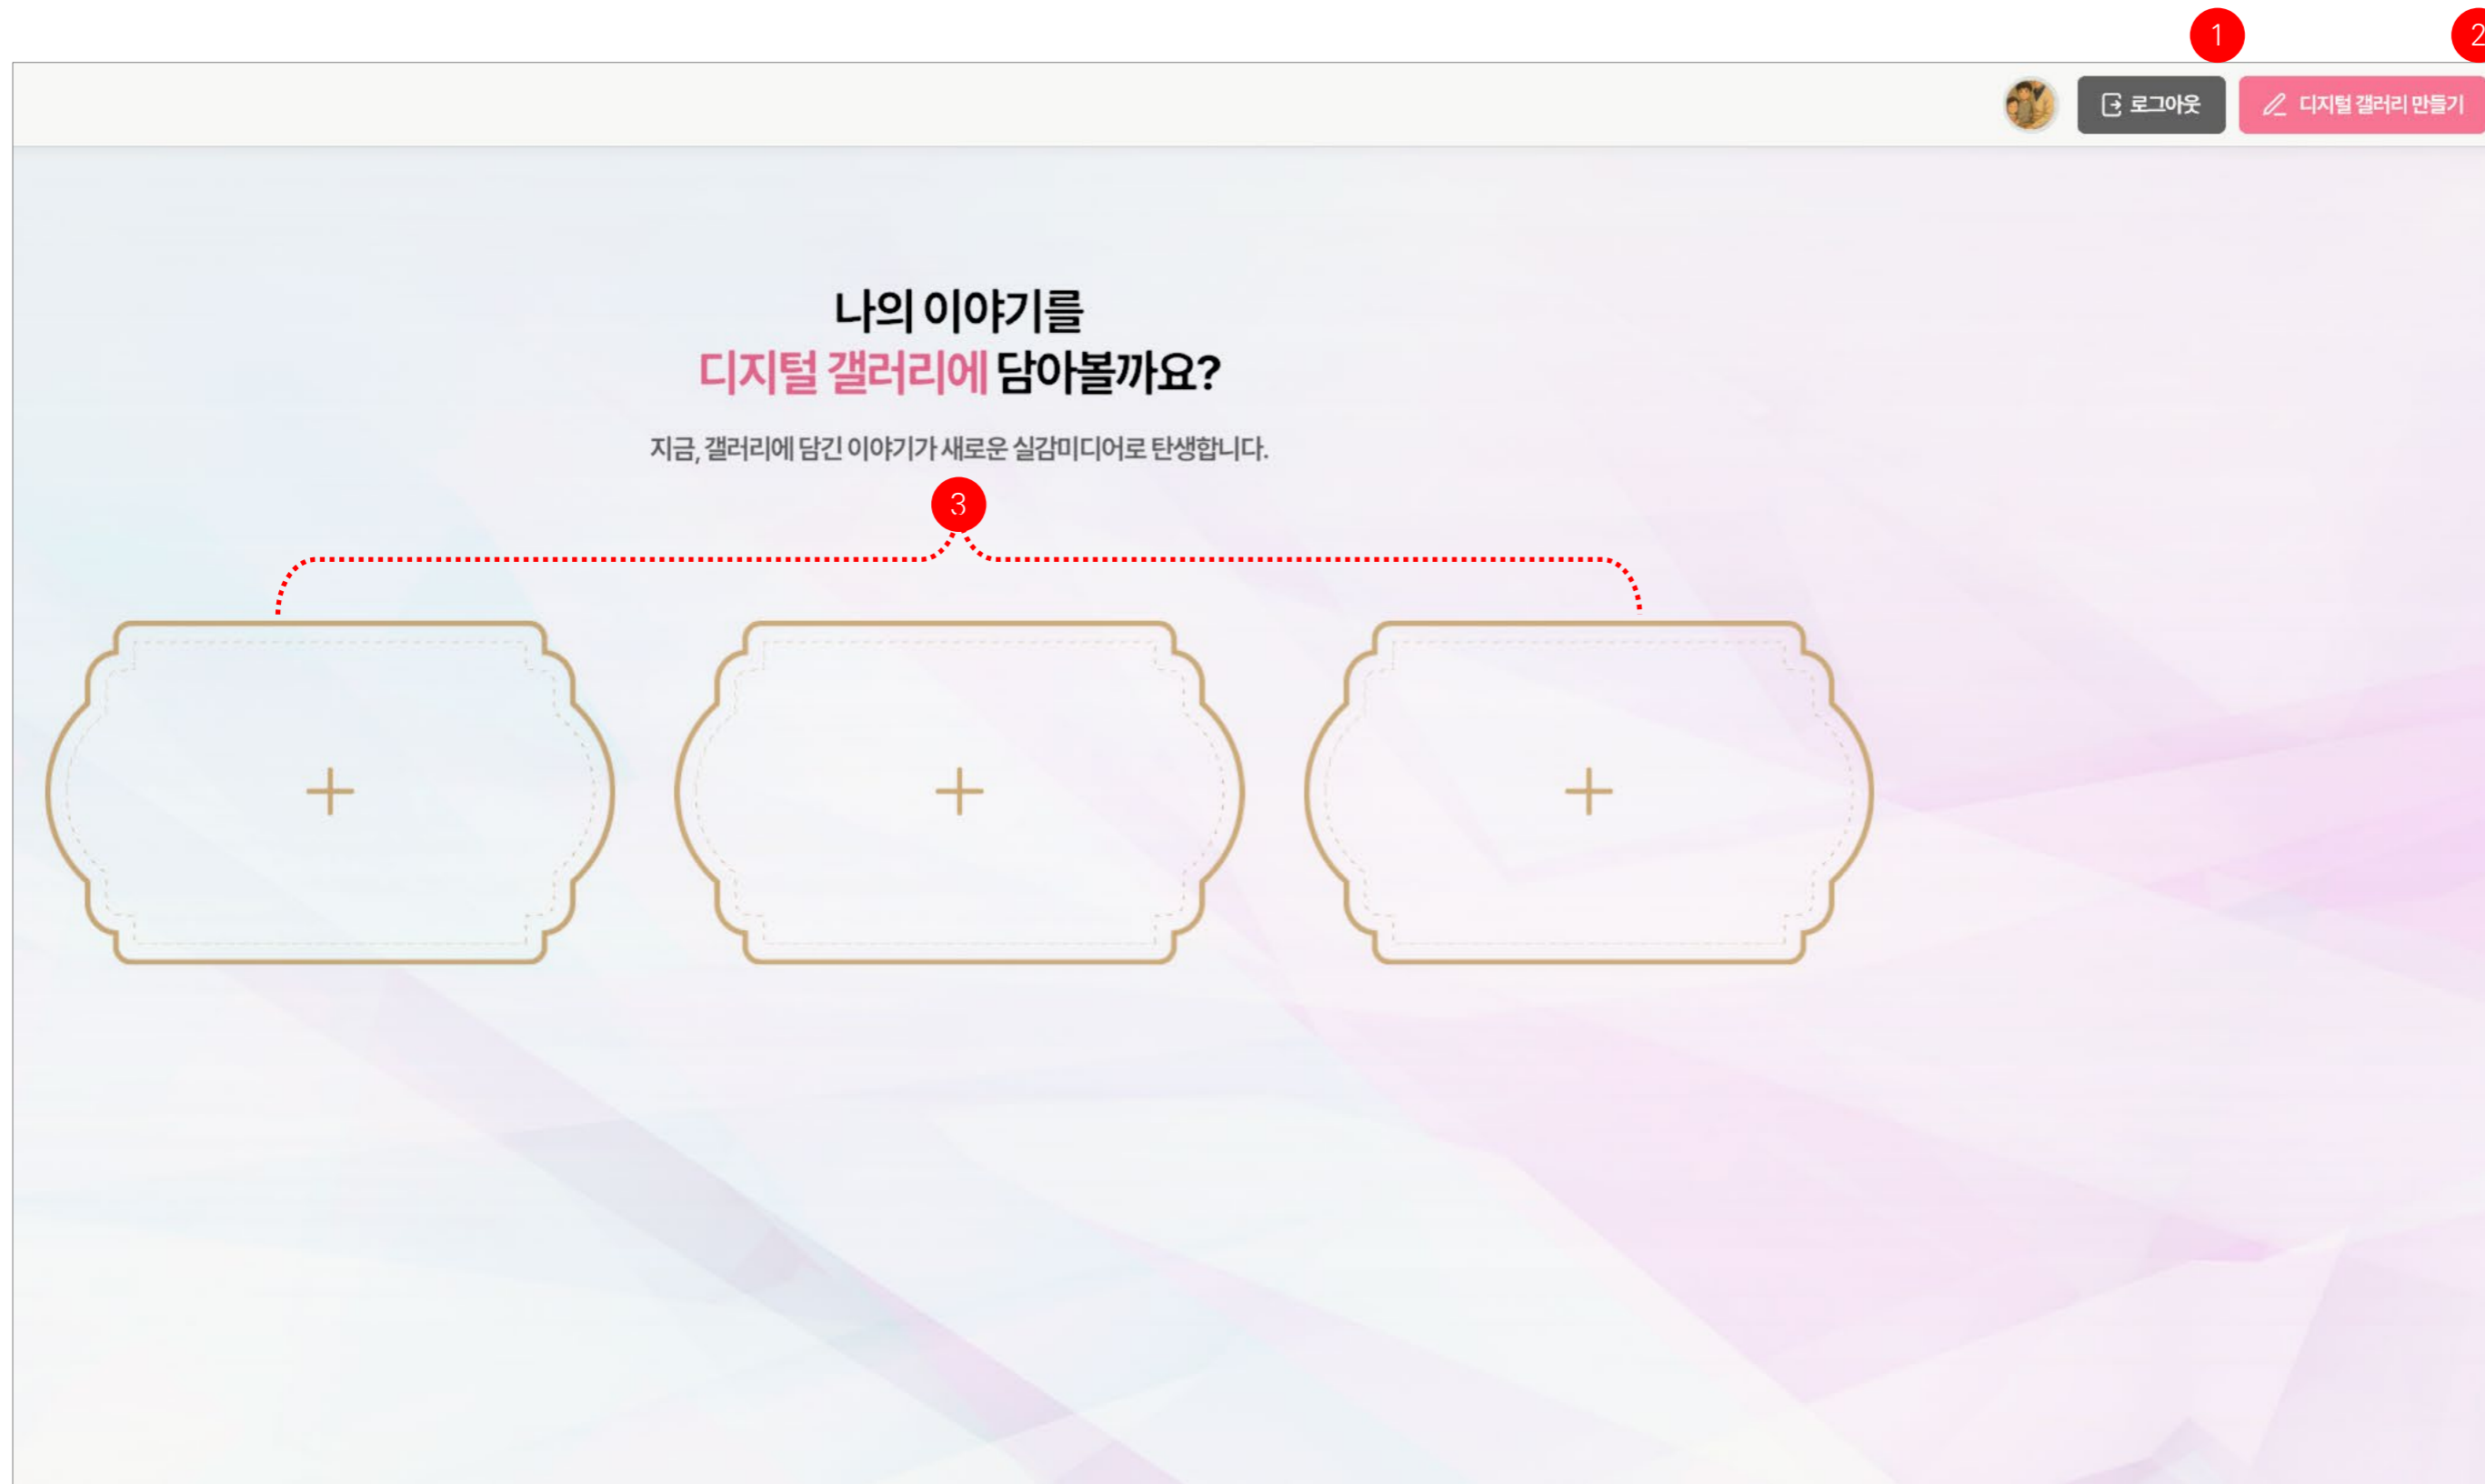 1
2
로그아웃
디지털 갤러리 만들기
나의 이야기를
디지털 갤러리에 담아볼까요?
지금, 갤러리에 담긴 이야기가 새로운 실감미디어로 탄생합니다.
3